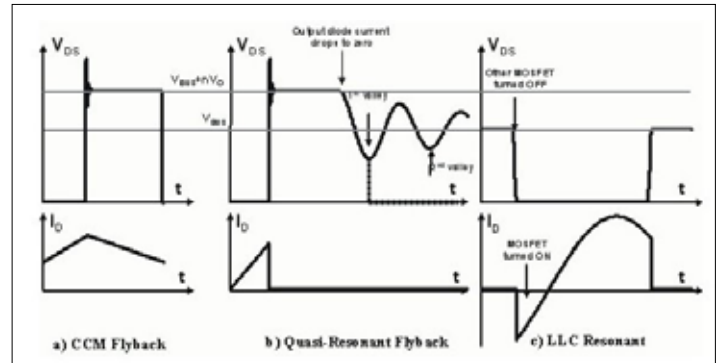 V_DS
V_BUS+nV_O
V_BUS
t
I_D
t
a) CCM Flyback
V_DS
Output diode current
drops to zero
1st valley
2nd valley
t
I_D
t
b) Quasi-Resonant Flyback
V_DS
Other MOSFET
turned OFF
t
I_D
MOSFET
turned ON
t
c) LLC Resonant